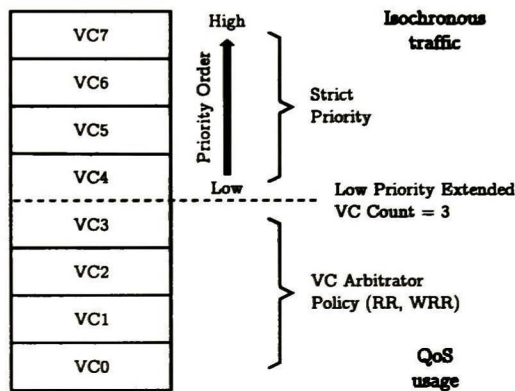 VC7
VC6
VC5
VC4
VC3
VC2
VC1
VC0
High
Priority Order
Low
Isochronous
traffic
Strict
Priority
Low Priority Extended
VC Count = 3
VC Arbitrator
Policy (RR, WRR)
QoS
usage